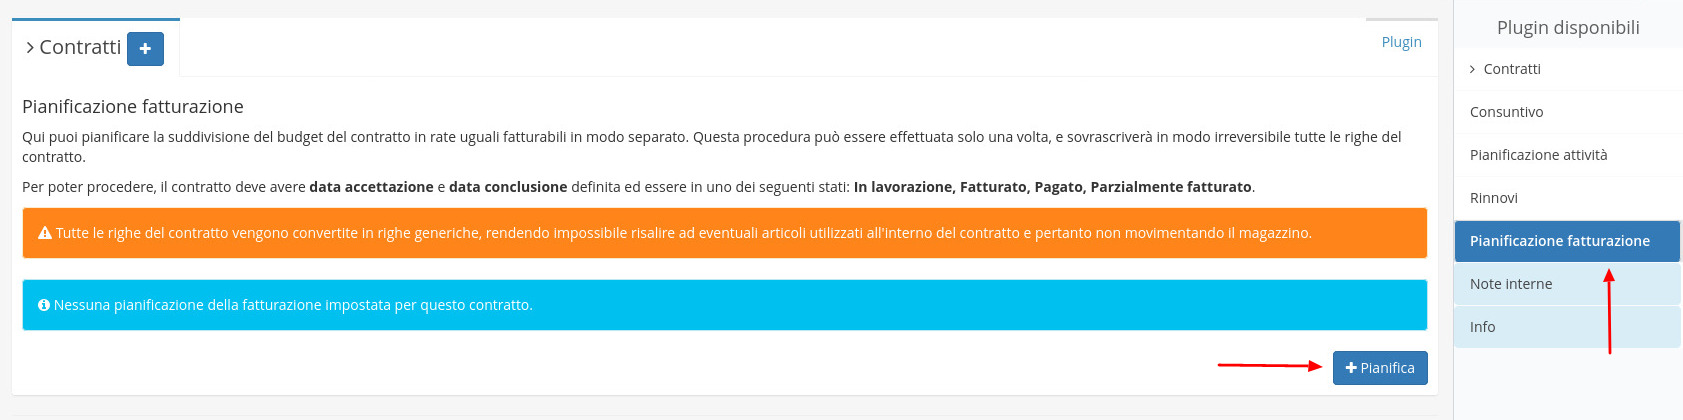 Contratti
Plugin
Pianificazione fatturazione
Qui puoi pianificare la suddivisione del budget del contratto in rate uguali fatturabili in modo separato. Questa procedura può essere effettuata solo una volta, e sovrascriverà in modo irreversibile tutte le righe del
contratto.
Per poter procedere, il contratto deve avere data accettazione e data conclusione definita ed essere in uno dei seguenti stati: In lavorazione, Fatturato, Pagato, Parzialmente fatturato.
Tutte le righe del contratto vengono convertite in righe generiche, rendendo impossibile risalire ad eventuali articoli utilizzati all'interno del contratto e pertanto non movimentando il magazzino.
Nessuna pianificazione della fatturazione impostata per questo contratto.
Pianifica
Plugin disponibili
Contratti
Consuntivo
Pianificazione attività
Rinnovi
Pianificazione fatturazione
Note interne
Info